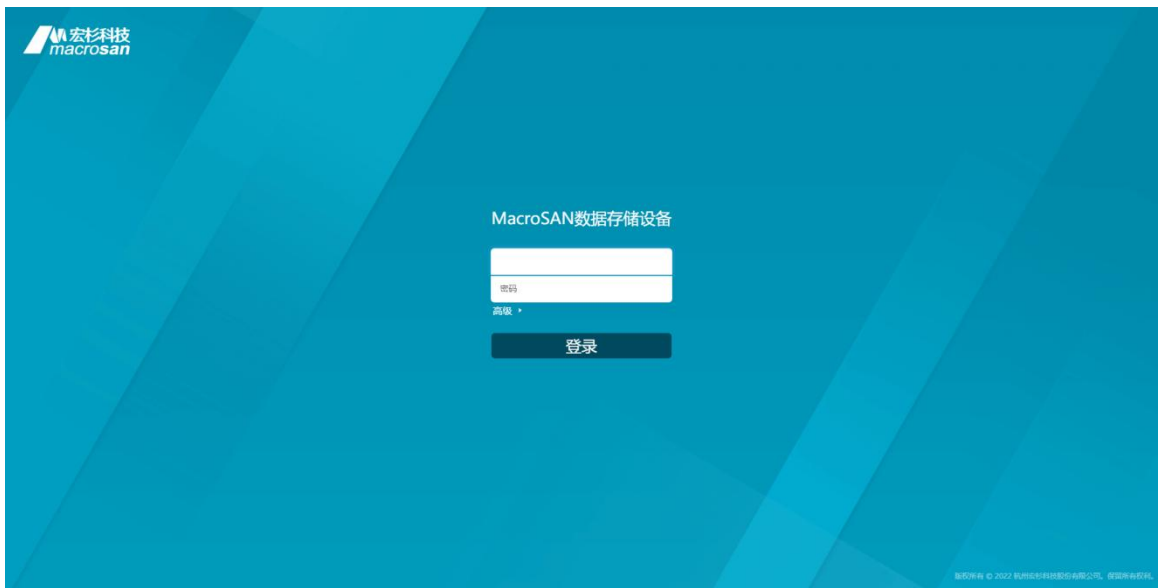 宏杉科技
macrosan
MacroSAN数据存储设备
密码
高级
登录
版权所有 © 2022 杭州宏杉科技股份有限公司。保留所有权利。